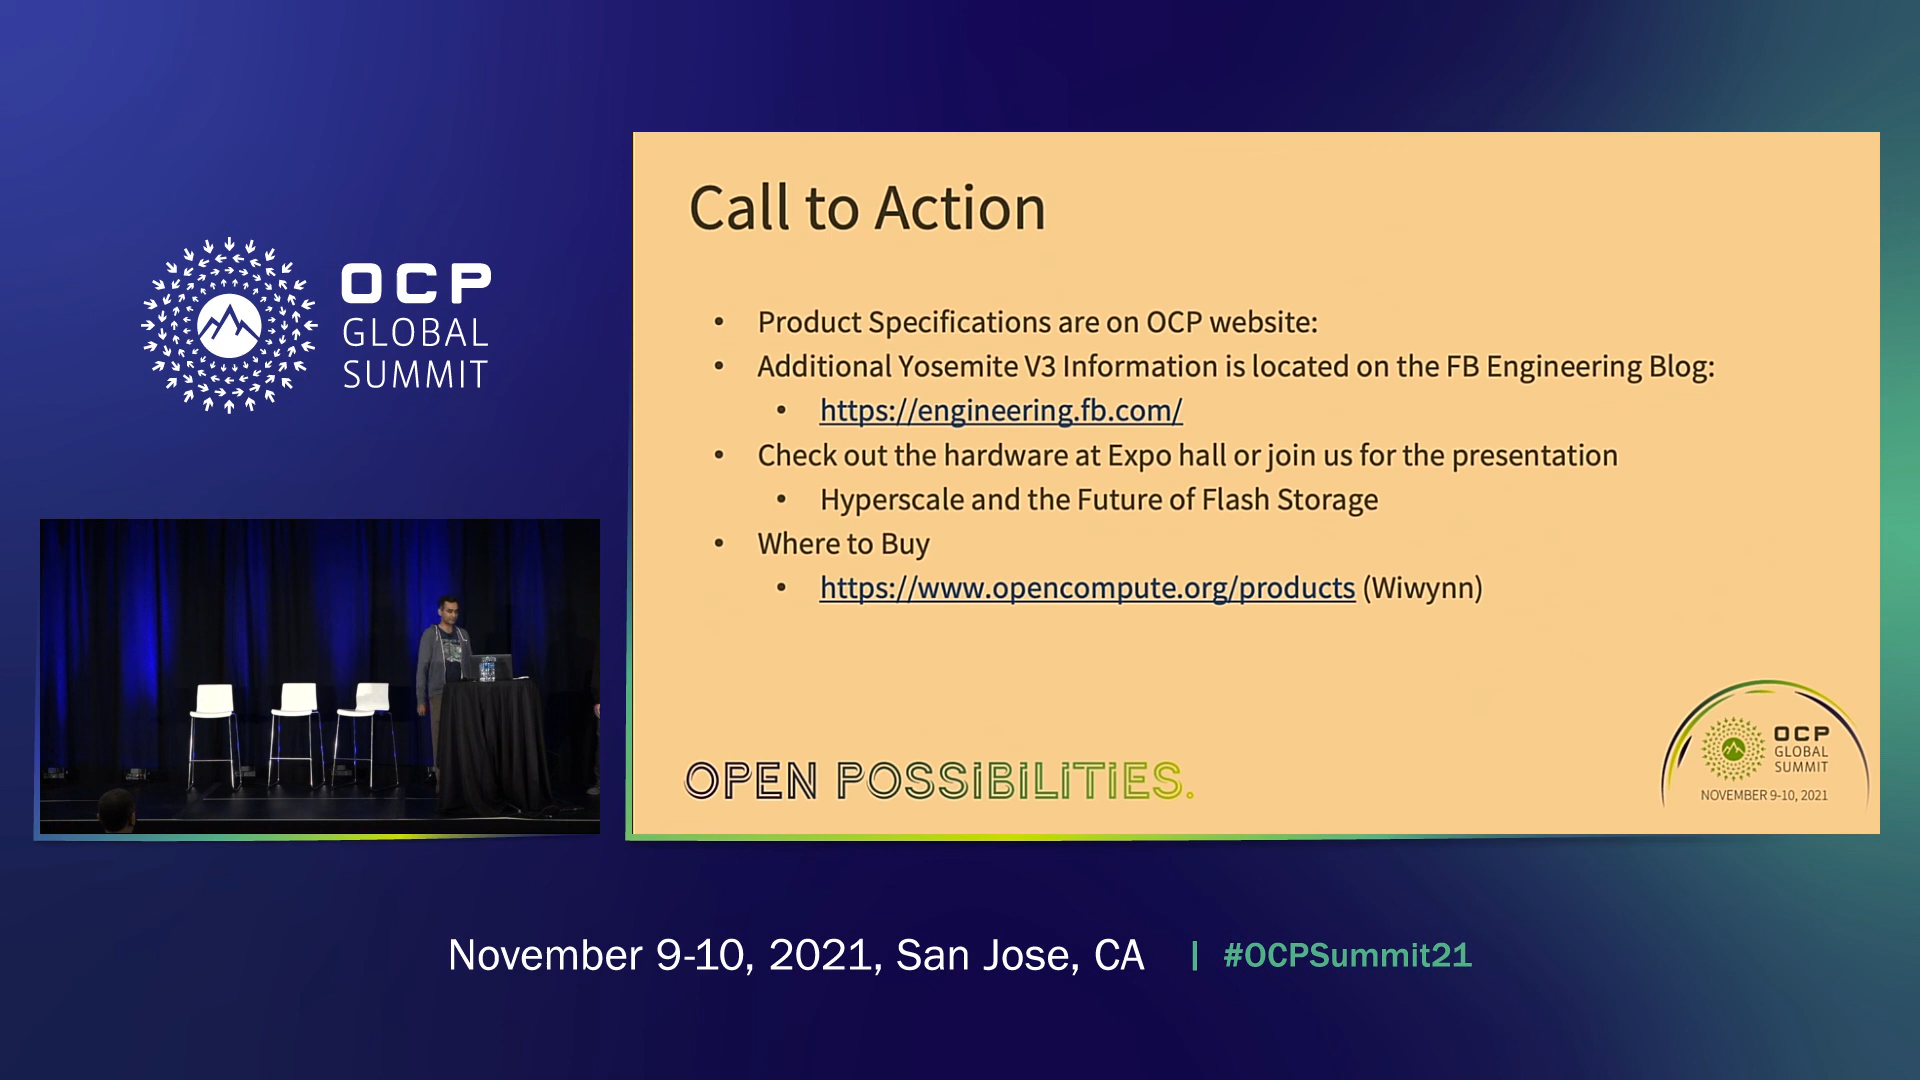 OCP
GLOBAL
SUMMIT
Call to Action
• Product Specifications are on OCP website:
• Additional Yosemite V3 Information is located on the FB Engineering Blog:
• https://engineering.fb.com/
• Check out the hardware at Expo hall or join us for the presentation
• Hyperscale and the Future of Flash Storage
• Where to Buy
• https://www.opencompute.org/products (Wiwynn)
OPEN POSSIBILITIES.
OCP
GLOBAL
SUMMIT
NOVEMBER 9-10, 2021
November 9-10, 2021, San Jose, CA | #OCPSummit21